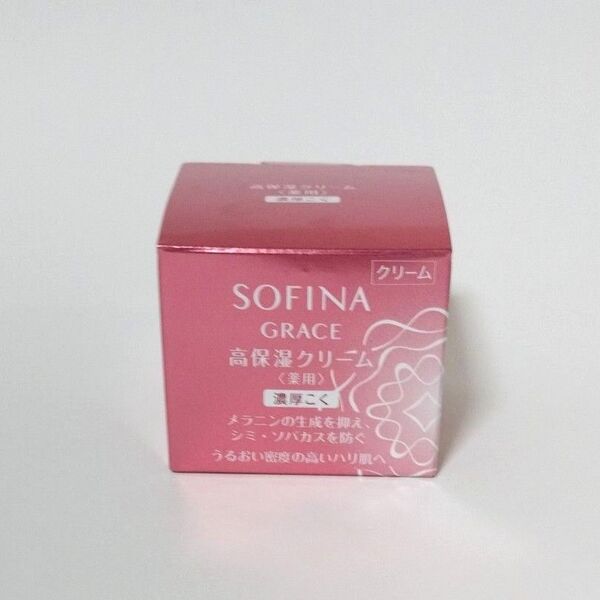 高保湿クリーム
〈薬用〉
濃厚こく
クリーム
SOFINA
GRACE
高保湿クリーム
〈薬用〉
濃厚こく
メラニンの生成を抑え、
シミ・ソバカスを防ぐ
うるおい密度の高いハリ肌へ